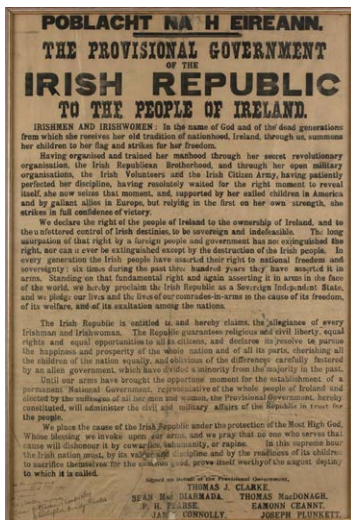 POBLACHT NA H EIREANN.
THE PROVISIONAL GOVERNMENT
OF THE
IRISH REPUBLIC
TO THE PEOPLE OF IRELAND.
IRISHMEN AND IRISHWOMEN: In the name of God and of the dead generations
from which she receives her old tradition of nationhood, Ireland, through us, summons
her children to her flag and strikes for her freedom.
Having organised and trained her manhood through her secret revolutionary
organisation, the Irish Republican Brotherhood, and through her open military
organisations, the Irish Volunteers and the Irish Citizen Army, having patiently
perfected her discipline, having resolutely waited for the right moment to reveal
itself, she now seizes that moment, and, supported by her exiled children in America
and by gallant allies in Europe, but relying in the first on her own strength, she
strikes in full confidence of victory.
We declare the right of the people of Ireland to the ownership of Ireland, and to
the unfettered control of Irish destinies, to be sovereign and indefeasible. The long
usurpation of that right by a foreign people and government has not extinguished the
right, nor can it ever be extinguished except by the destruction of the Irish people. In
every generation the Irish people have asserted their right to national freedom and
sovereignty; six times during the past three hundred years they have asserted it in
arms. Standing on that fundamental right and again asserting it in arms in the face
of the world, we hereby proclaim the Irish Republic as a Sovereign Independent State,
and we pledge our lives and the lives of our comrades-in-arms to the cause of its freedom,
of its welfare, and of its exaltation among the nations.
The Irish Republic is entitled to, and hereby claims, the allegiance of every
Irishman and Irishwoman. The Republic guarantees religious and civil liberty, equal
rights and equal opportunities to all its citizens, and declares its resolve to pursue
the happiness and prosperity of the whole nation and of all its parts, cherishing all
the children of the nation equally, and oblivious of the differences carefully fostered
by an alien government, which have divided a minority from the majority in the past.
Until our arms have brought the opportune moment for the establishment of a
permanent National Government, representative of the whole people of Ireland and
elected by the suffrages of all her men and women, the Provisional Government, hereby
constituted, will administer the civil and military affairs of the Republic in trust for
the people.
We place the cause of the Irish Republic under the protection of the Most High God,
Whose blessing we invoke upon our arms, and we pray that no one who serves that
cause will dishonour it by cowardice, inhumanity, or rapine. In this supreme hour
the Irish nation must, by its valour and discipline and by the readiness of its children
to sacrifice themselves for the common good, prove itself worthy of the august destiny
to which it is called.
Signed on Behalf of the Provisional Government,
THOMAS J. CLARKE,
SEAN Mac DIARMADA, THOMAS MacDONAGH,
P. H. PEARSE, EAMONN CEANNT,
JAMES CONNOLLY, JOSEPH PLUNKETT.